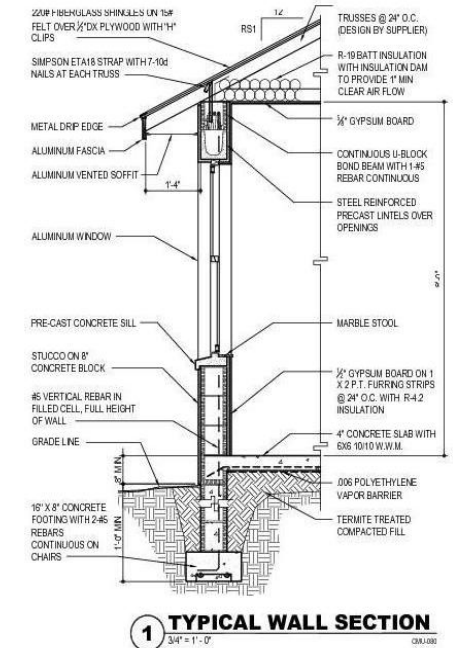 220# FIBERGLASS SHINGLES ON 15#
FELT OVER ½"DX PLYWOOD WITH "H"
CLIPS
SIMPSON ETA18 STRAP WITH 7-10d
NAILS AT EACH TRUSS
METAL DRIP EDGE
ALUMINUM FASCIA
ALUMINUM VENTED SOFFIT
1'-4"
ALUMINUM WINDOW
PRE-CAST CONCRETE SILL
STUCCO ON 8"
CONCRETE BLOCK
#5 VERTICAL REBAR IN
FILLED CELL, FULL HEIGHT
OF WALL
GRADE LINE
8" MIN
16" X 8" CONCRETE
FOOTING WITH 2-#5
REBARS
CONTINUOUS ON
CHAIRS
1'-0" MIN
12
RS1
TRUSSES @ 24" O.C.
(DESIGN BY SUPPLIER)
R-19 BATT INSULATION
WITH INSULATION DAM
TO PROVIDE 1" MIN
CLEAR AIR FLOW
GYPSUM BOARD
CONTINUOUS U-BLOCK
BOND BEAM WITH 1-#5
REBAR CONTINUOUS
STEEL REINFORCED
PRECAST LINTELS OVER
OPENINGS
MARBLE STOOL
½" GYPSUM BOARD ON 1
X 2 P.T. FURRING STRIPS
@ 24" O.C. WITH R-4.2
INSULATION
4" CONCRETE SLAB WITH
6X6 10/10 W.W.M.
.006 POLYETHYLENE
VAPOR BARRIER
TERMITE TREATED
COMPACTED FILL
1 TYPICAL WALL SECTION
3/4" = 1' - 0"